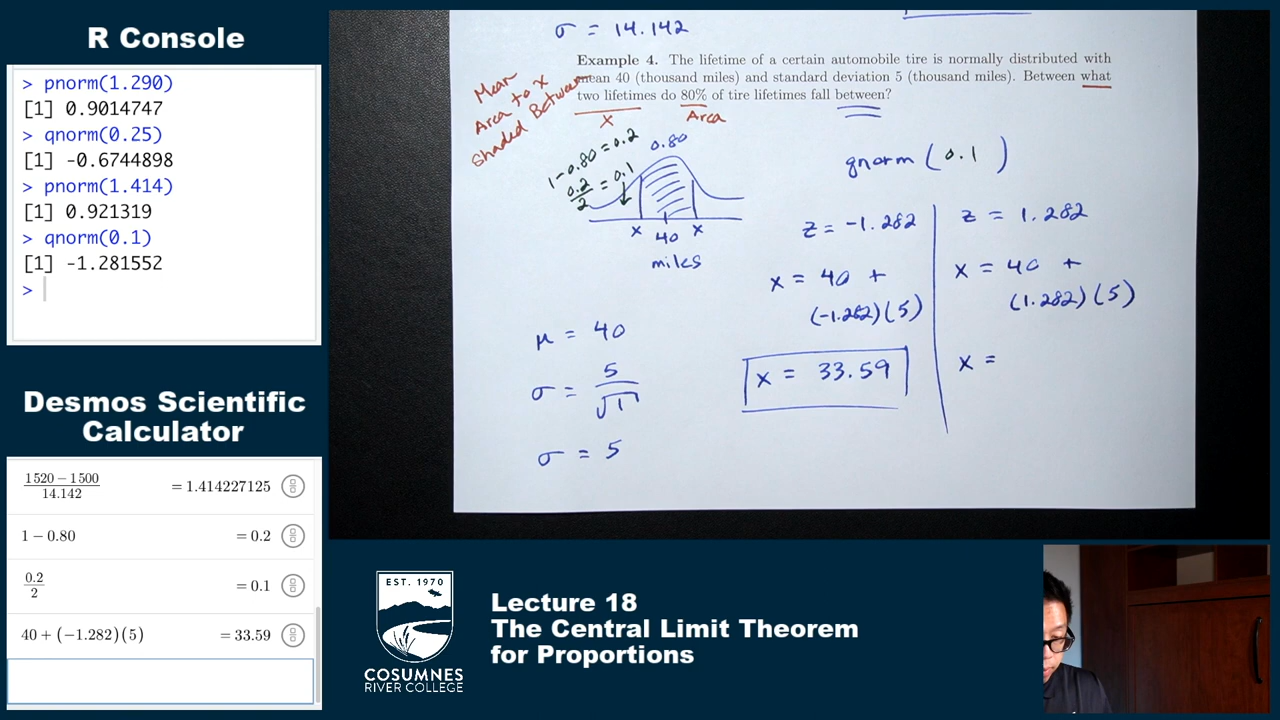 R Console
> pnorm(1.290)
[1] 0.9014747
> qnorm(0.25)
[1] -0.6744898
> pnorm(1.414)
[1] 0.921319
> qnorm(0.1)
[1] -1.281552
>
Desmos Scientific
Calculator
1520 − 1500
14.142
= 1.414227125
1 − 0.80
= 0.2
0.2
2
= 0.1
40 + (−1.282)(5)
= 33.59
σ = 14.142
Example 4. The lifetime of a certain automobile tire is normally distributed with
mean 40 (thousand miles) and standard deviation 5 (thousand miles). Between what
two lifetimes do 80% of tire lifetimes fall between?
Mean
Area to x
Shaded Between
x
Area
1-0.80 = 0.2
0.2/2 = 0.1
0.80
x 40 x
miles
μ = 40
σ = 5/√1
σ = 5
qnorm (0.1)
z = -1.282
x = 40 +
(-1.282)(5)
x = 33.59
z = 1.282
x = 40 +
(1.282)(5)
x =
EST. 1970
COSUMNES
RIVER COLLEGE
Lecture 18
The Central Limit Theorem
for Proportions